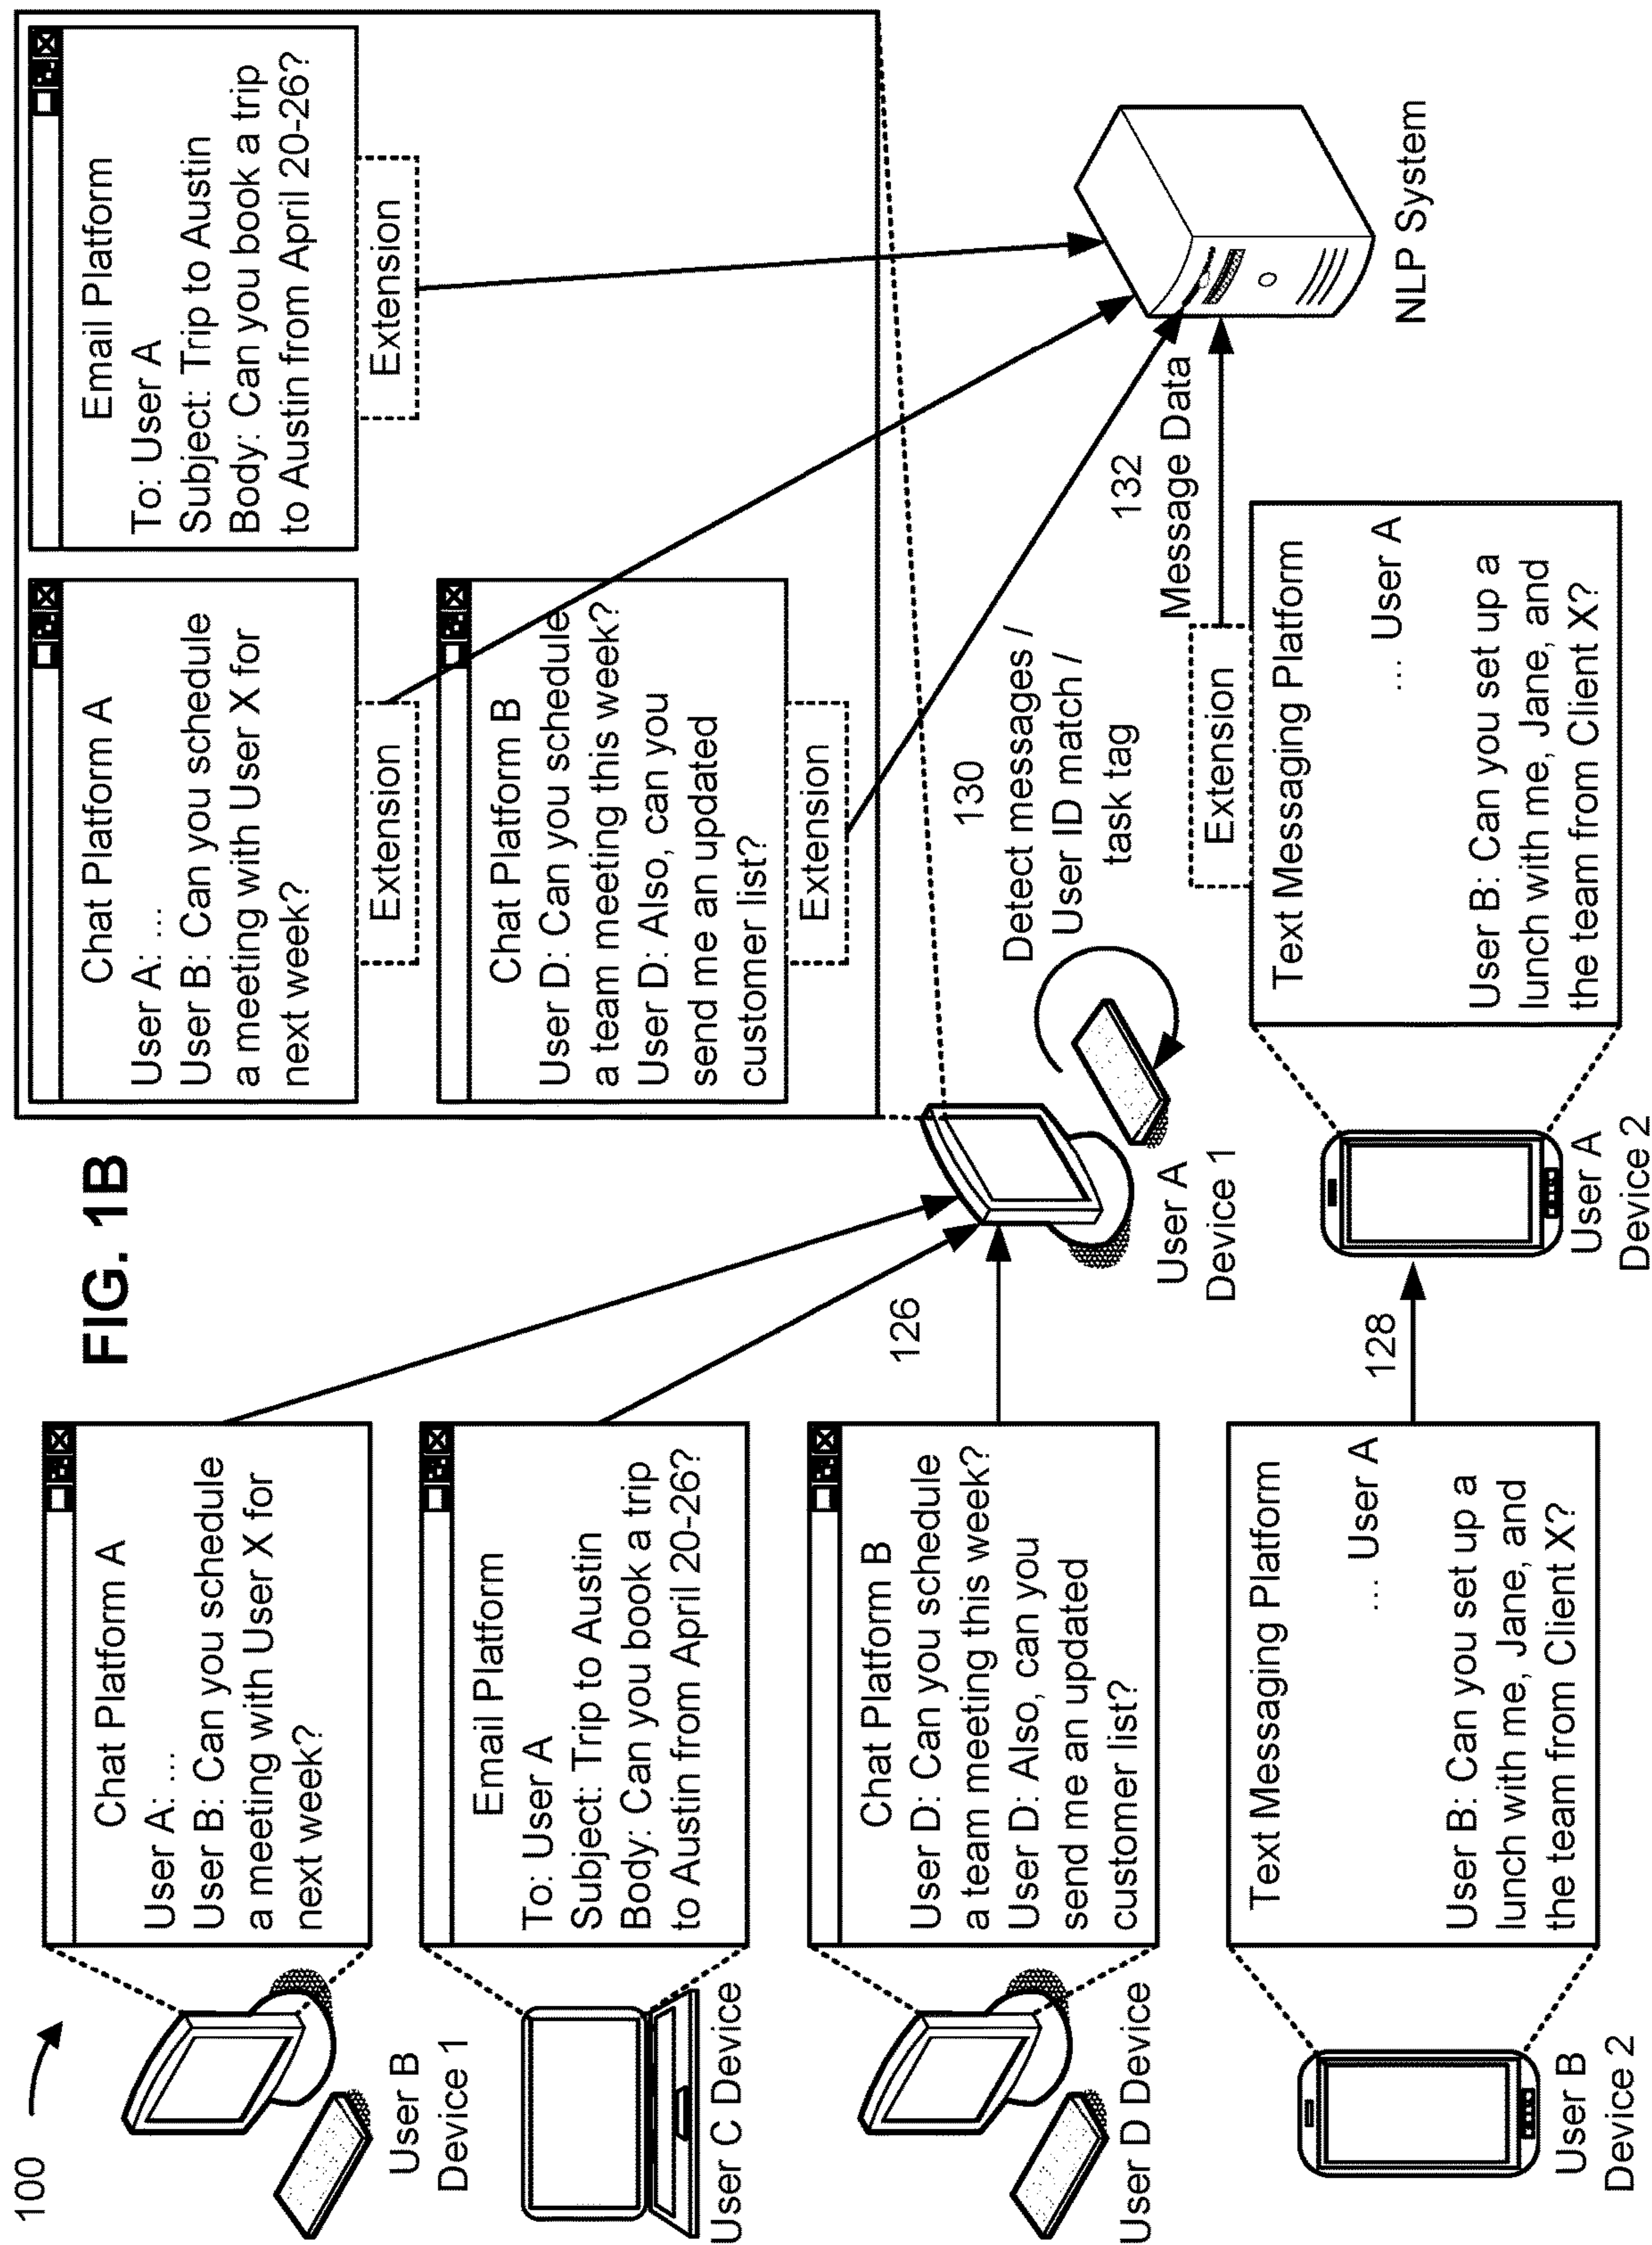 100
FIG. 1B
Chat Platform A
User A: ...
User B: Can you schedule
a meeting with User X for
next week?
User B
Device 1
Email Platform
To: User A
Subject: Trip to Austin
Body: Can you book a trip
to Austin from April 20-26?
User C Device
Chat Platform B
User D: Can you schedule
a team meeting this week?
User D: Also, can you
send me an updated
customer list?
User D Device
Text Messaging Platform
... User A
User B: Can you set up a
lunch with me, Jane, and
the team from Client X?
User B
Device 2
126
128
User A
Device 1
User A
Device 2
Chat Platform A
User A: ...
User B: Can you schedule
a meeting with User X for
next week?
Extension
Email Platform
To: User A
Subject: Trip to Austin
Body: Can you book a trip
to Austin from April 20-26?
Extension
Chat Platform B
User D: Can you schedule
a team meeting this week?
User D: Also, can you
send me an updated
customer list?
Extension
130
Detect messages /
User ID match /
task tag
132
Message Data
Extension
Text Messaging Platform
... User A
User B: Can you set up a
lunch with me, Jane, and
the team from Client X?
NLP System